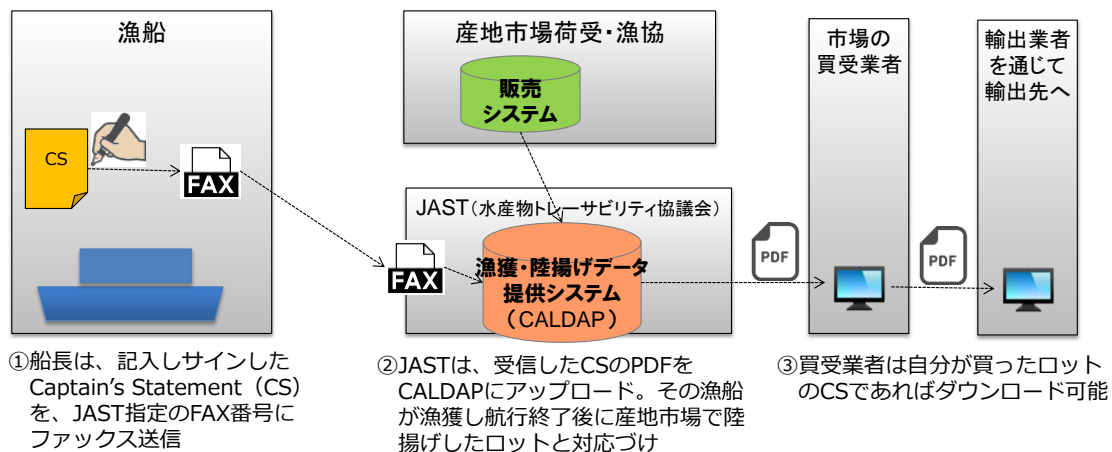 漁船
CS
FAX
産地市場荷受・漁協
販売
システム
JAST（水産物トレーサビリティ協議会）
FAX
漁獲・陸揚げデータ
提供システム
（CALDAP）
市場の
買受業者
PDF
輸出業者
を通じて
輸出先へ
PDF
①船長は、記入しサインした
Captain’s Statement（CS）
を、JAST指定のFAX番号に
ファックス送信
②JASTは、受信したCSのPDFを
CALDAPにアップロード。その漁船
が漁獲し航行終了後に産地市場で陸
揚げしたロットと対応づけ
③買受業者は自分が買ったロット
のCSであればダウンロード可能